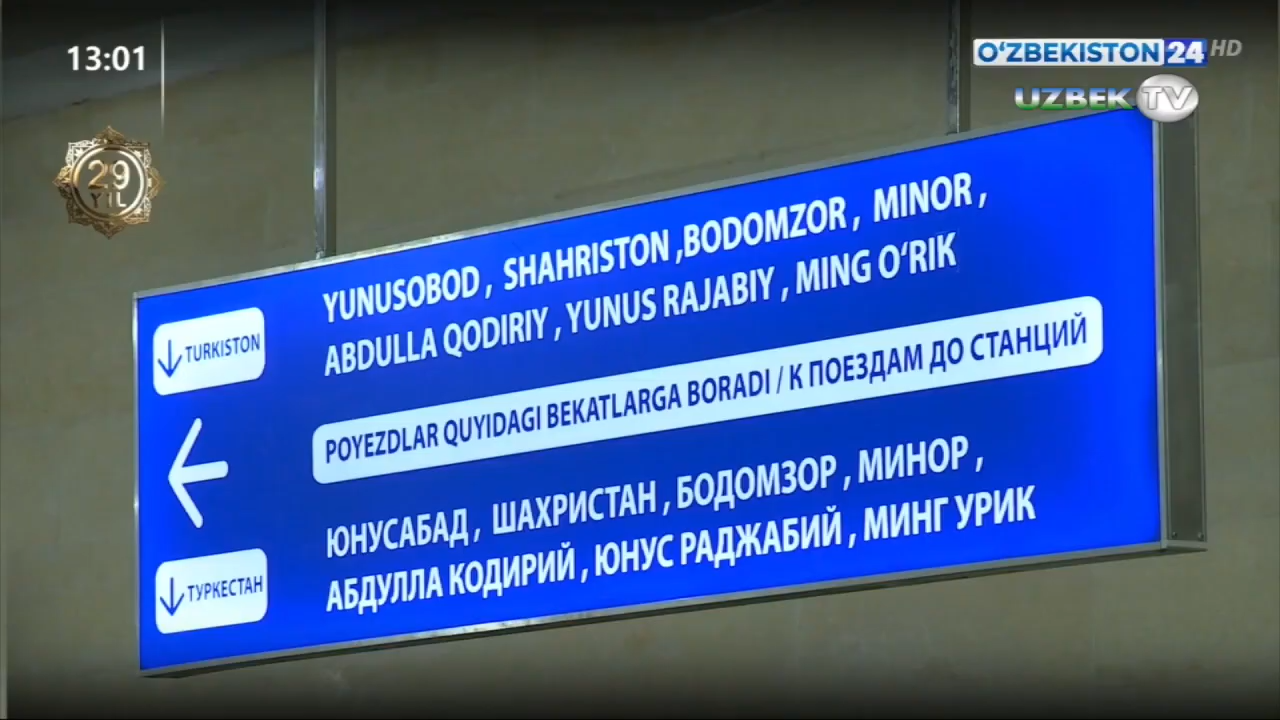 13:01
O‘ZBEKISTON 24 HD
UZBEK TV
29
YIL
YUNUSOBOD , SHAHRISTON ,BODOMZOR , MINOR ,
ABDULLA QODIRIY , YUNUS RAJABIY , MING O‘RIK
TURKISTON
POYEZDLAR QUYIDAGI BEKATLARGA BORADI / К ПОЕЗДАМ ДО СТАНЦИЙ
ЮНУСАБАД , ШАХРИСТАН , БОДОМЗОР , МИНОР ,
АБДУЛЛА КОДИРИЙ , ЮНУС РАДЖАБИЙ , МИНГ УРИК
ТУРКЕСТАН